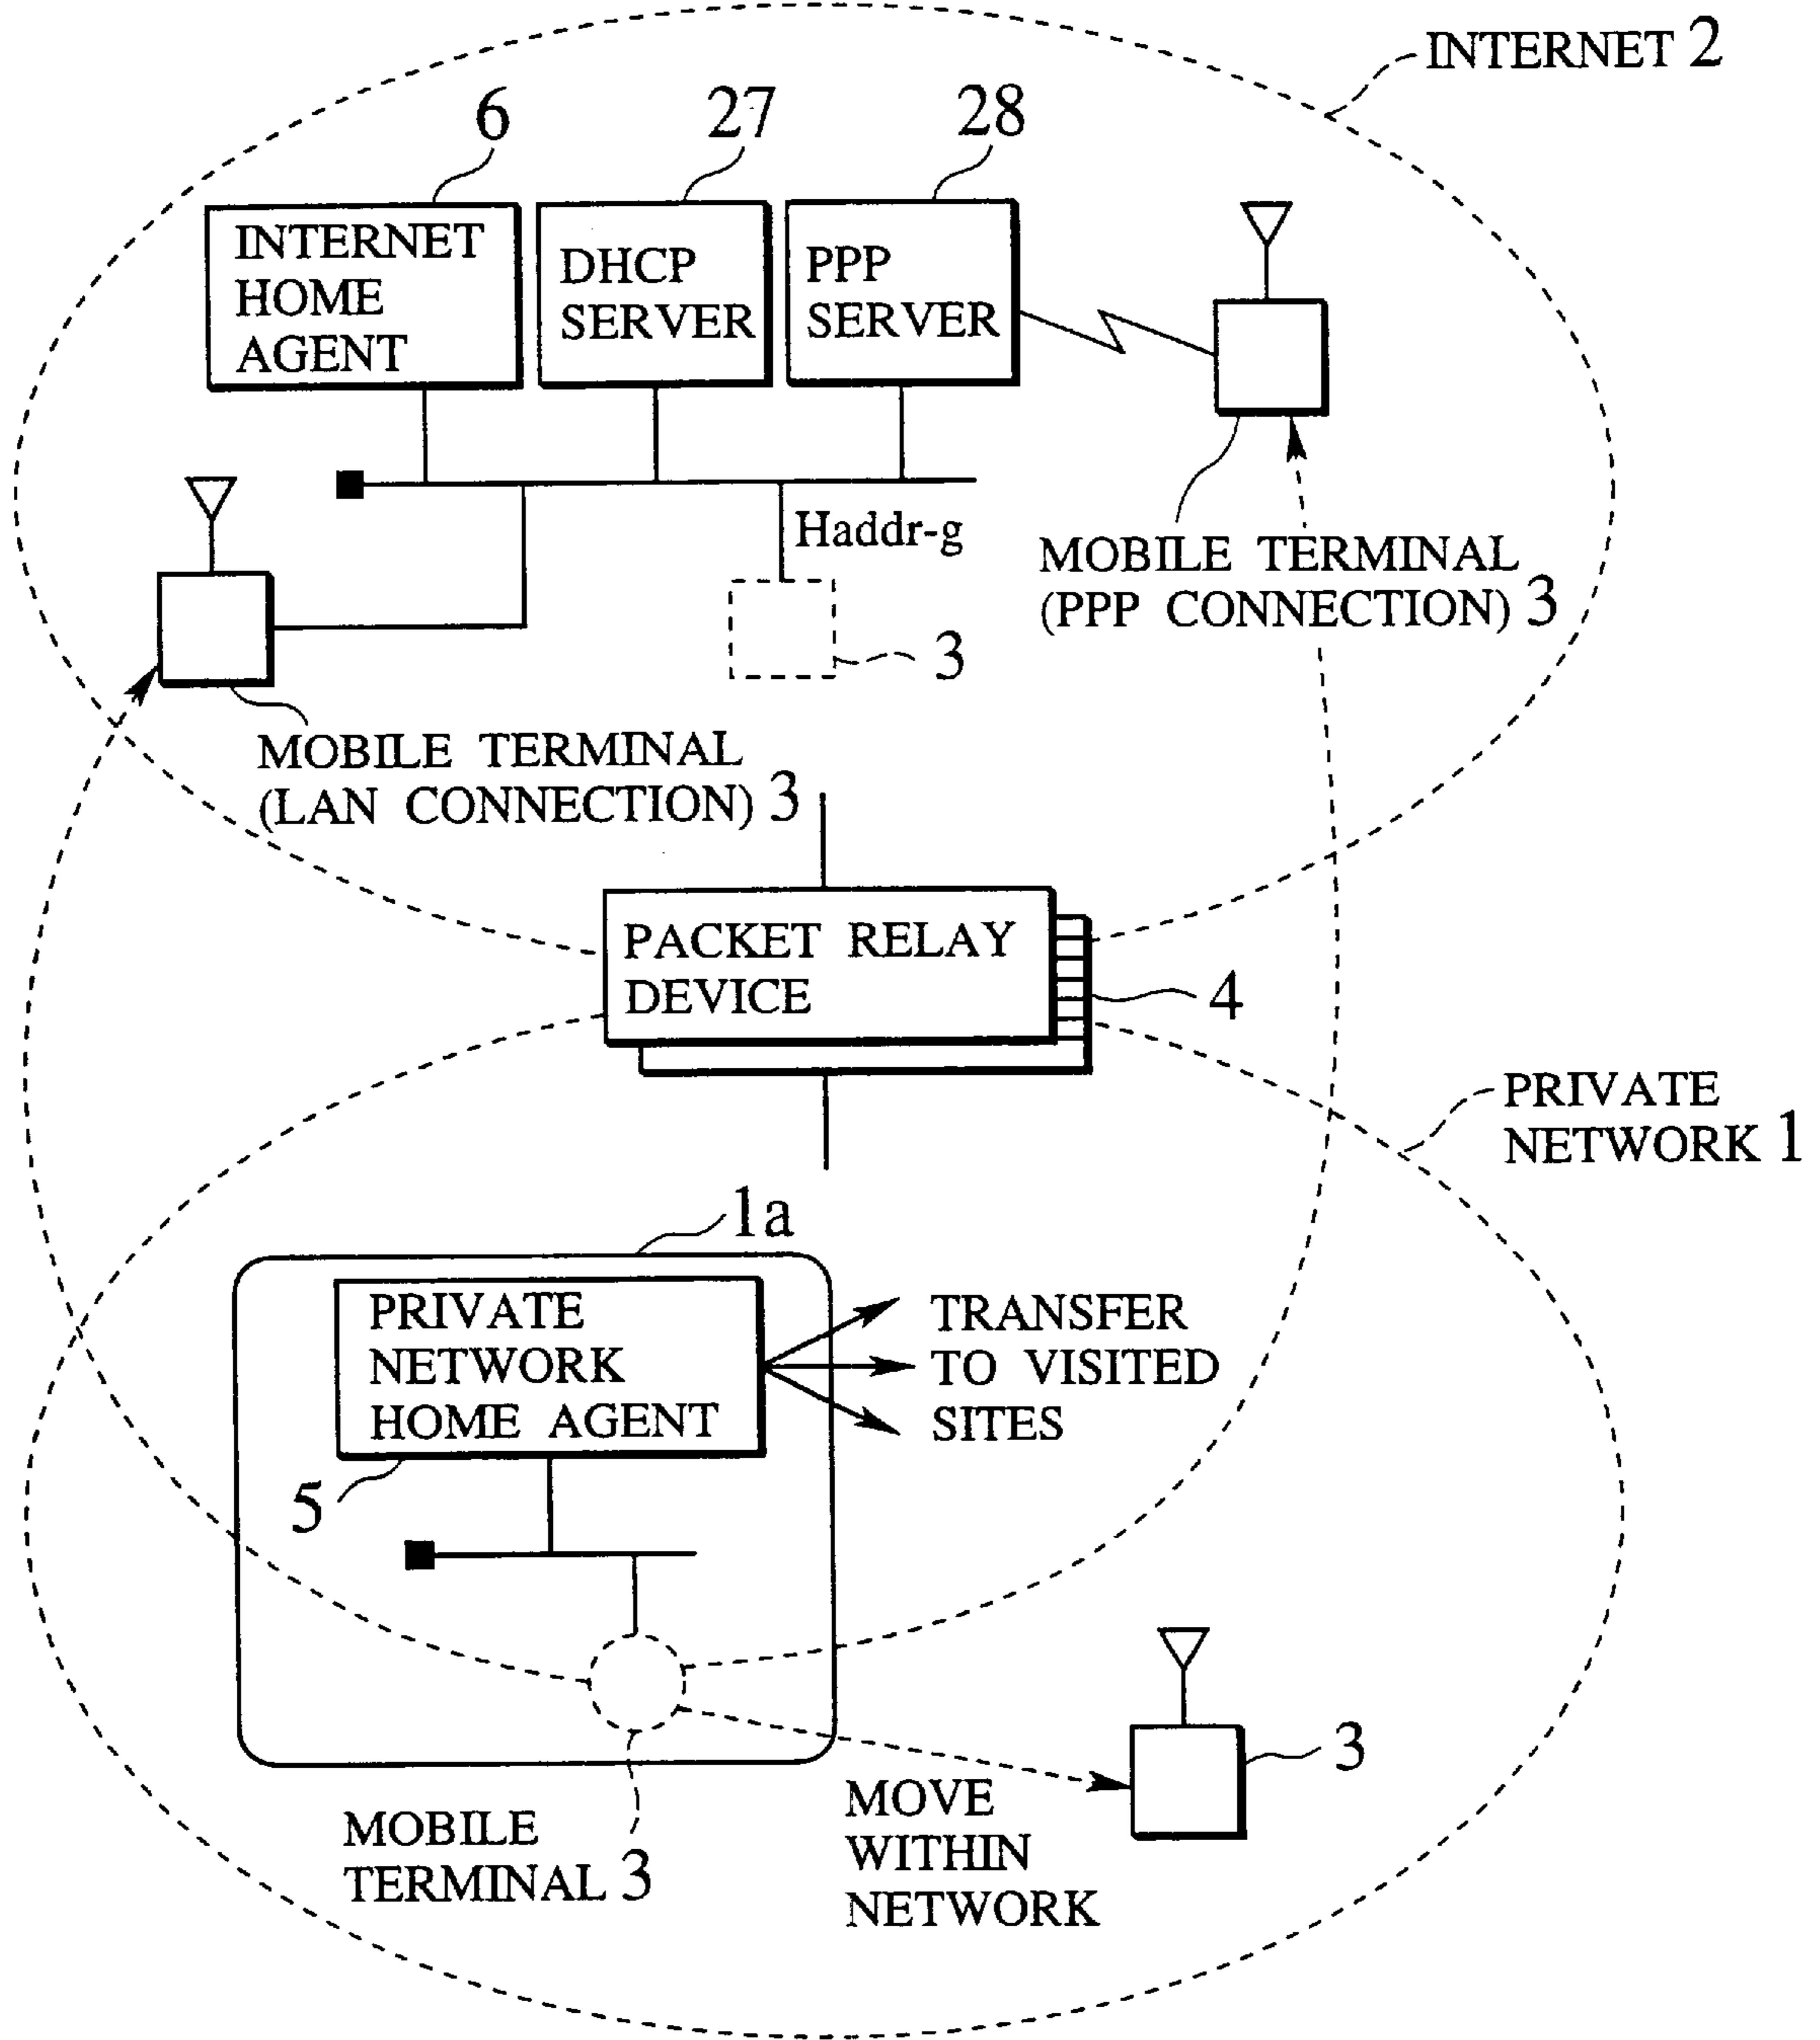 INTERNET 2
6
27
28
INTERNET
HOME
AGENT
DHCP
SERVER
PPP
SERVER
Haddr-g
MOBILE TERMINAL
(PPP CONNECTION) 3
3
MOBILE TERMINAL
(LAN CONNECTION) 3
PACKET RELAY
DEVICE
4
PRIVATE
NETWORK 1
1a
PRIVATE
NETWORK
HOME AGENT
TRANSFER
TO VISITED
SITES
5
3
MOVE
WITHIN
NETWORK
MOBILE
TERMINAL 3